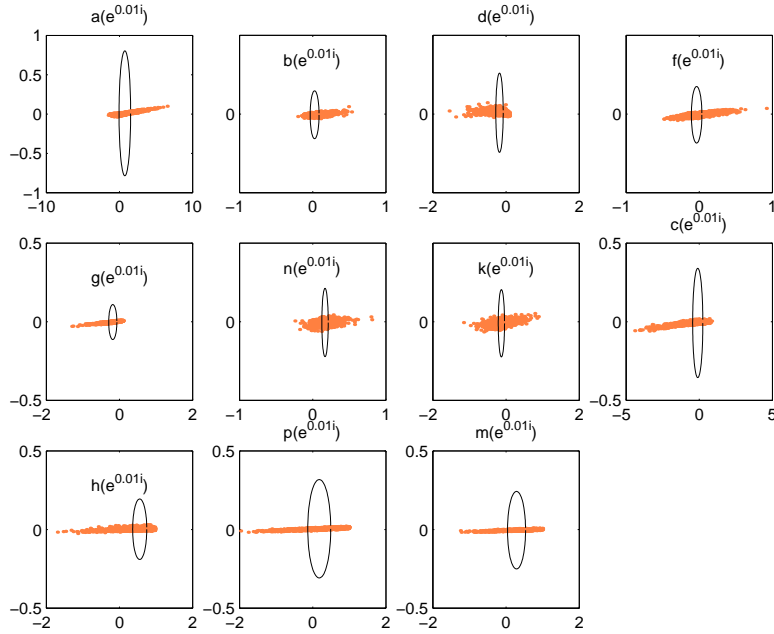 a(e^0.01i) d(e^0.01i)
1
b(e^0.01i) f(e^0.01i)
0.5
0 0 0 0
−0.5
−1
−10 0 10 −1 0 1 −2 0 2 −1 0 1
c(e^0.01i)
0.5 0.5
g(e^0.01i) n(e^0.01i) k(e^0.01i)
0 0 0 0
−0.5 −0.5
−2 0 2 −1 0 1 −2 0 2 −5 0 5
p(e^0.01i) m(e^0.01i)
0.5 0.5 0.5
h(e^0.01i)
0 0 0
−0.5 −0.5 −0.5
−2 0 2 −2 0 2 −2 0 2